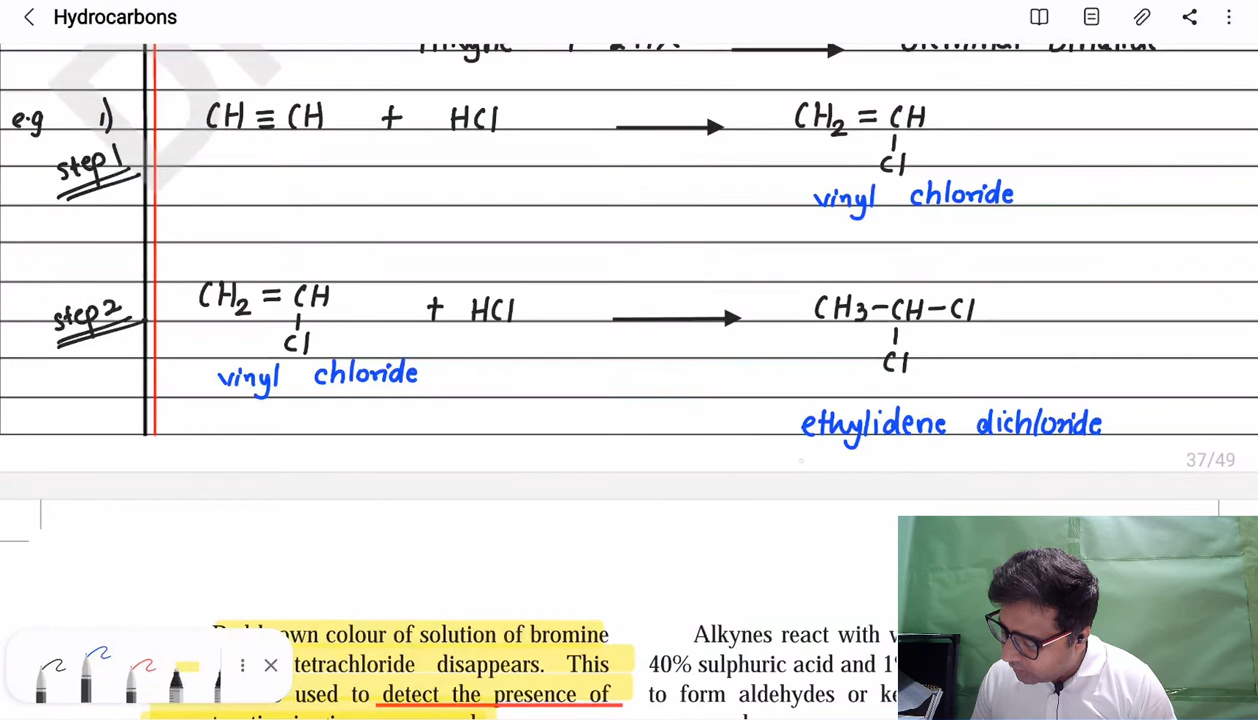 Hydrocarbons
e.g 1) CH ≡ CH + HCl ⟶ CH2 = CH
Cl
step 1
vinyl chloride
step 2 CH2 = CH + HCl ⟶ CH3-CH-Cl
Cl Cl
vinyl chloride
ethylidene dichloride
37/49
own colour of solution of bromine
tetrachloride disappears. This
used to detect the presence of
Alkynes react with
40% sulphuric acid and
to form aldehydes or